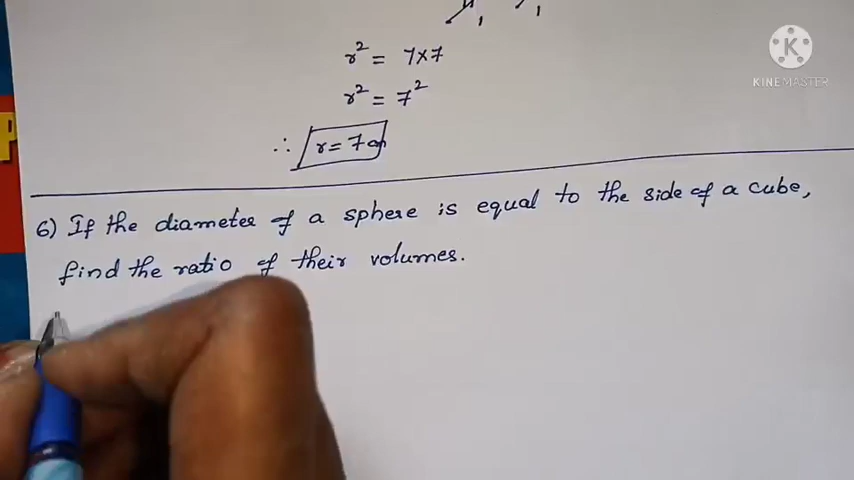 K
KINEMASTER
r² = 7×7
r² = 7²
∴ r = 7 cm
6) If the diameter of a sphere is equal to the side of a cube,
find the ratio of their volumes.
P